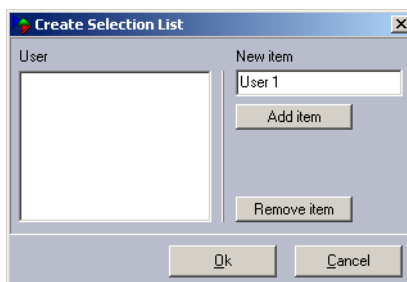 Create Selection List
User
New item
User 1
Add item
Remove item
Ok
Cancel